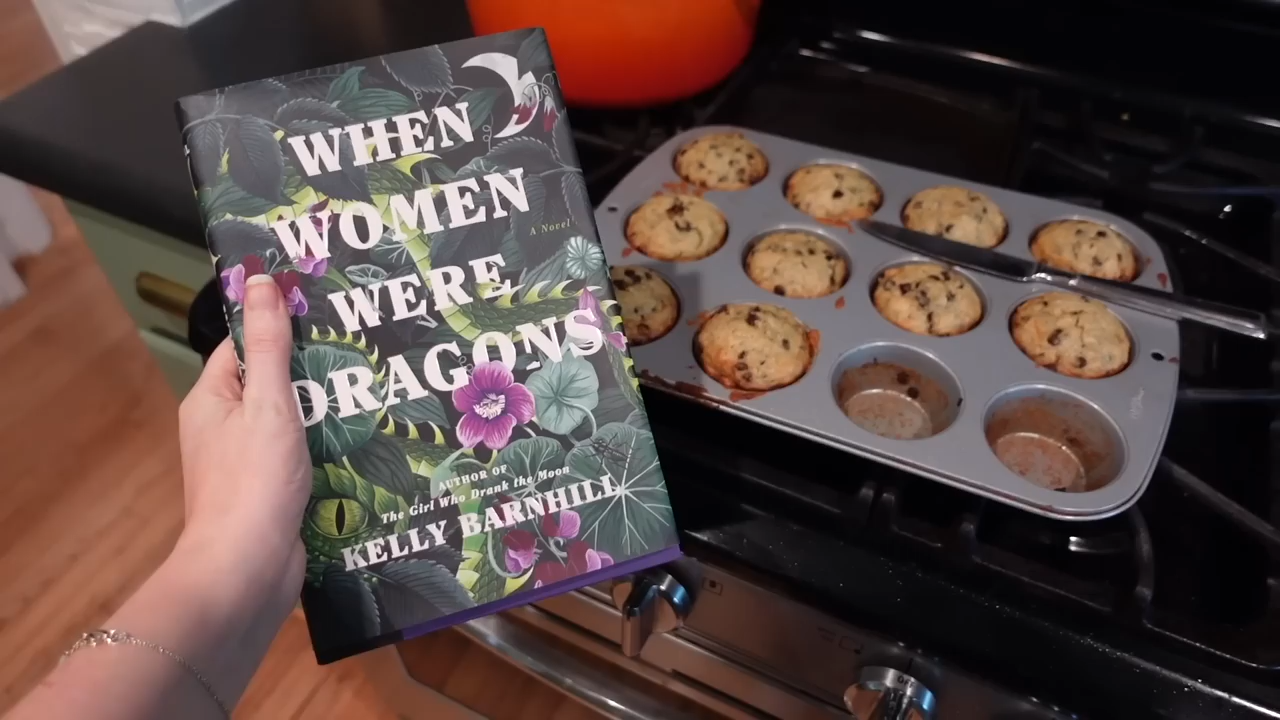 WHEN
WOMEN
A Novel
WERE
DRAGONS
AUTHOR OF
The Girl Who Drank the Moon
KELLY BARNHILL